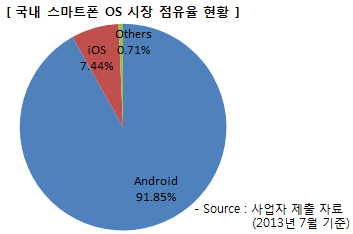 [ 국내 스마트폰 OS 시장 점유율 현황 ]
Others
0.71%
iOS
7.44%
Android
91.85%
- Source : 사업자 제출 자료
(2013년 7월 기준)